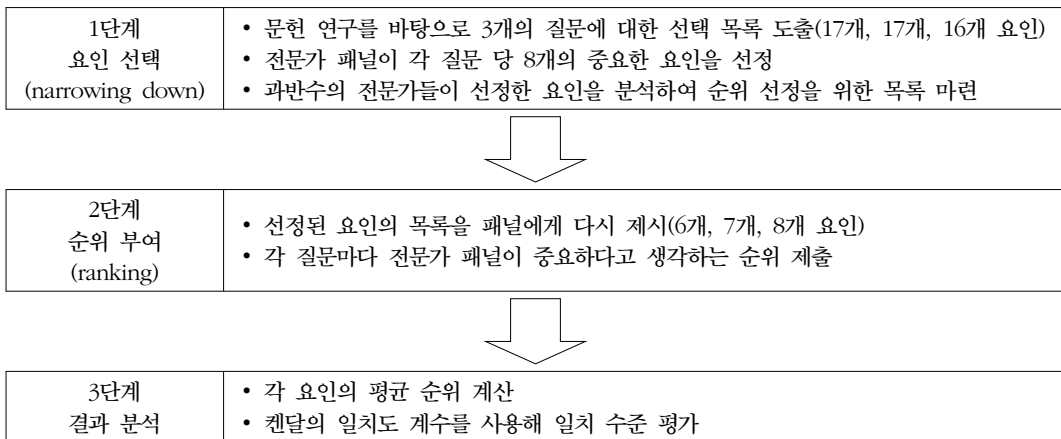 1단계
요인 선택
(narrowing down)
• 문헌 연구를 바탕으로 3개의 질문에 대한 선택 목록 도출(17개, 17개, 16개 요인)
• 전문가 패널이 각 질문 당 8개의 중요한 요인을 선정
• 과반수의 전문가들이 선정한 요인을 분석하여 순위 선정을 위한 목록 마련
2단계
순위 부여
(ranking)
• 선정된 요인의 목록을 패널에게 다시 제시(6개, 7개, 8개 요인)
• 각 질문마다 전문가 패널이 중요하다고 생각하는 순위 제출
3단계
결과 분석
• 각 요인의 평균 순위 계산
• 켄달의 일치도 계수를 사용해 일치 수준 평가